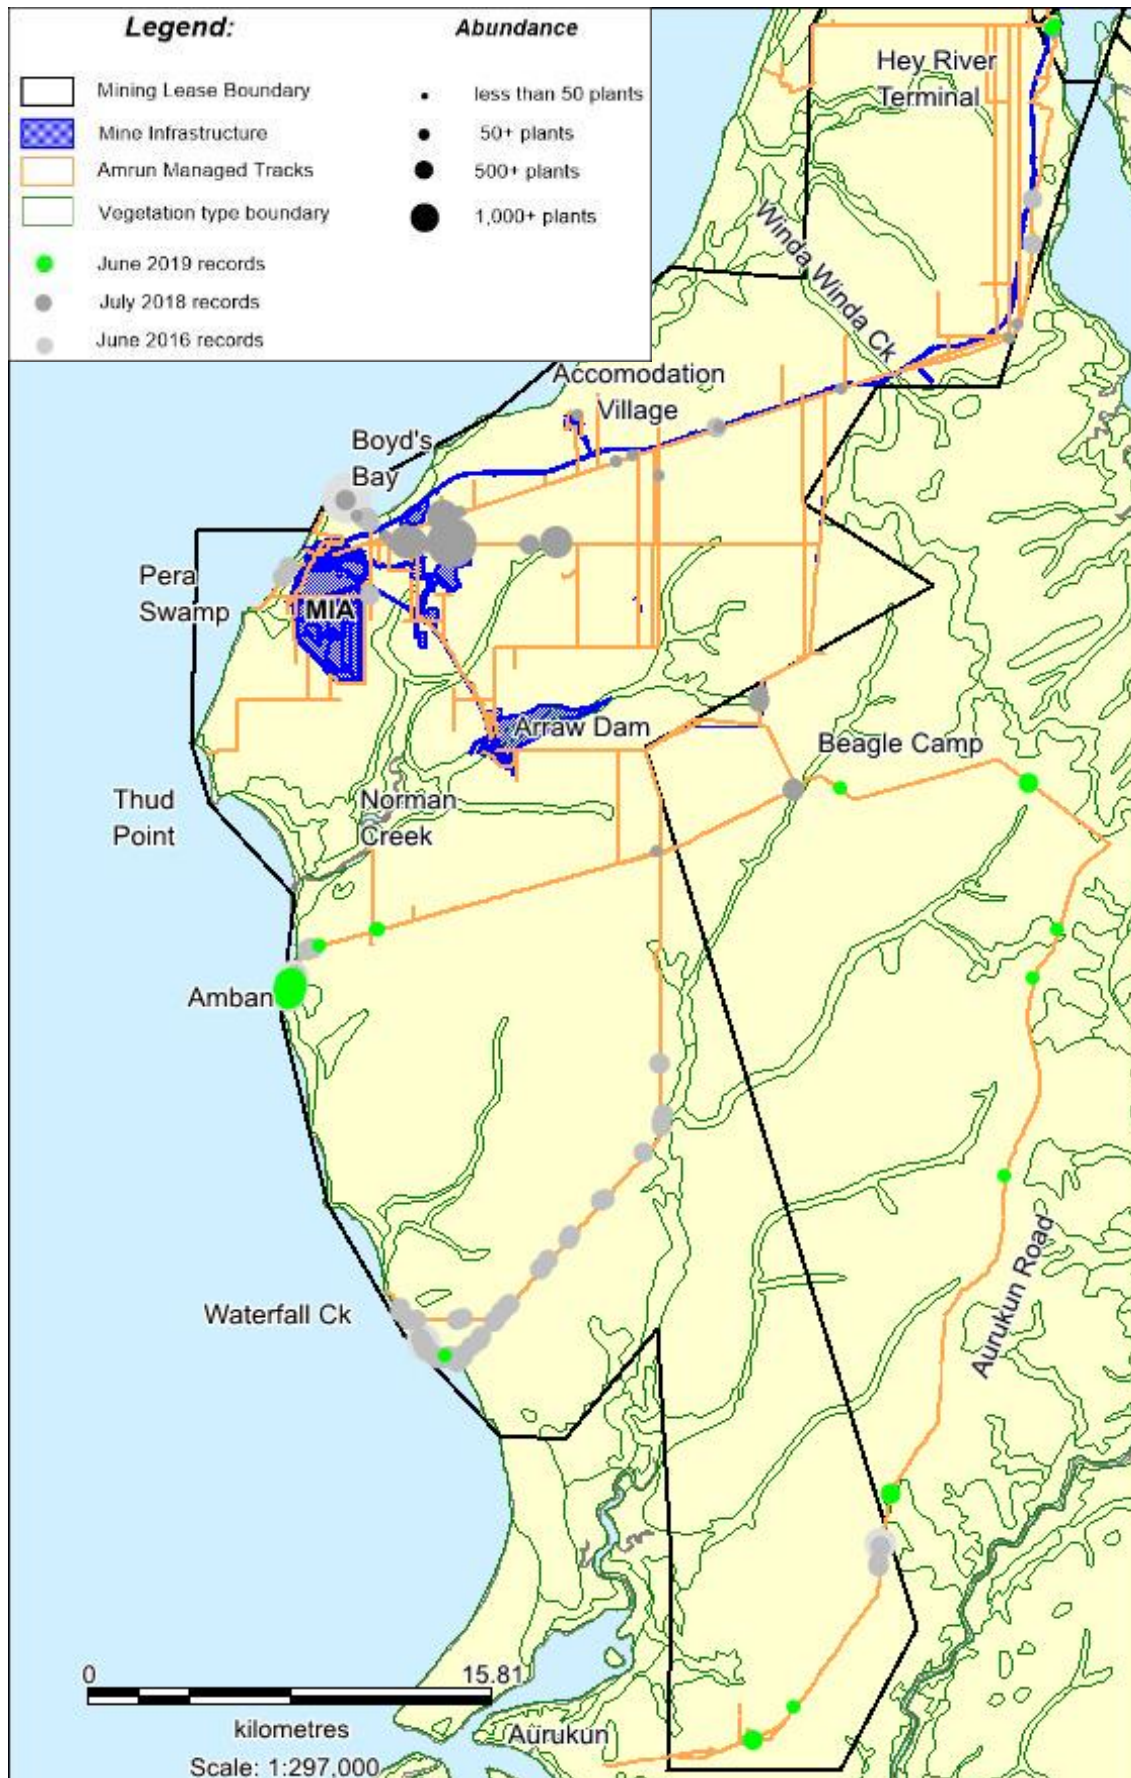 Legend:
Abundance
Mining Lease Boundary
less than 50 plants
Mine Infrastructure
50+ plants
Amrun Managed Tracks
500+ plants
Vegetation type boundary
1,000+ plants
June 2019 records
July 2018 records
June 2016 records
Hey River
Terminal
Winda Winda Ck
Accomodation
Village
Boyd's
Bay
Pera
Swamp
MIA
Arraw Dam
Beagle Camp
Thud
Point
Norman
Creek
Amban
Waterfall Ck
Aurukun Road
0
15.81
kilometres
Scale: 1:297,000
Aurukun